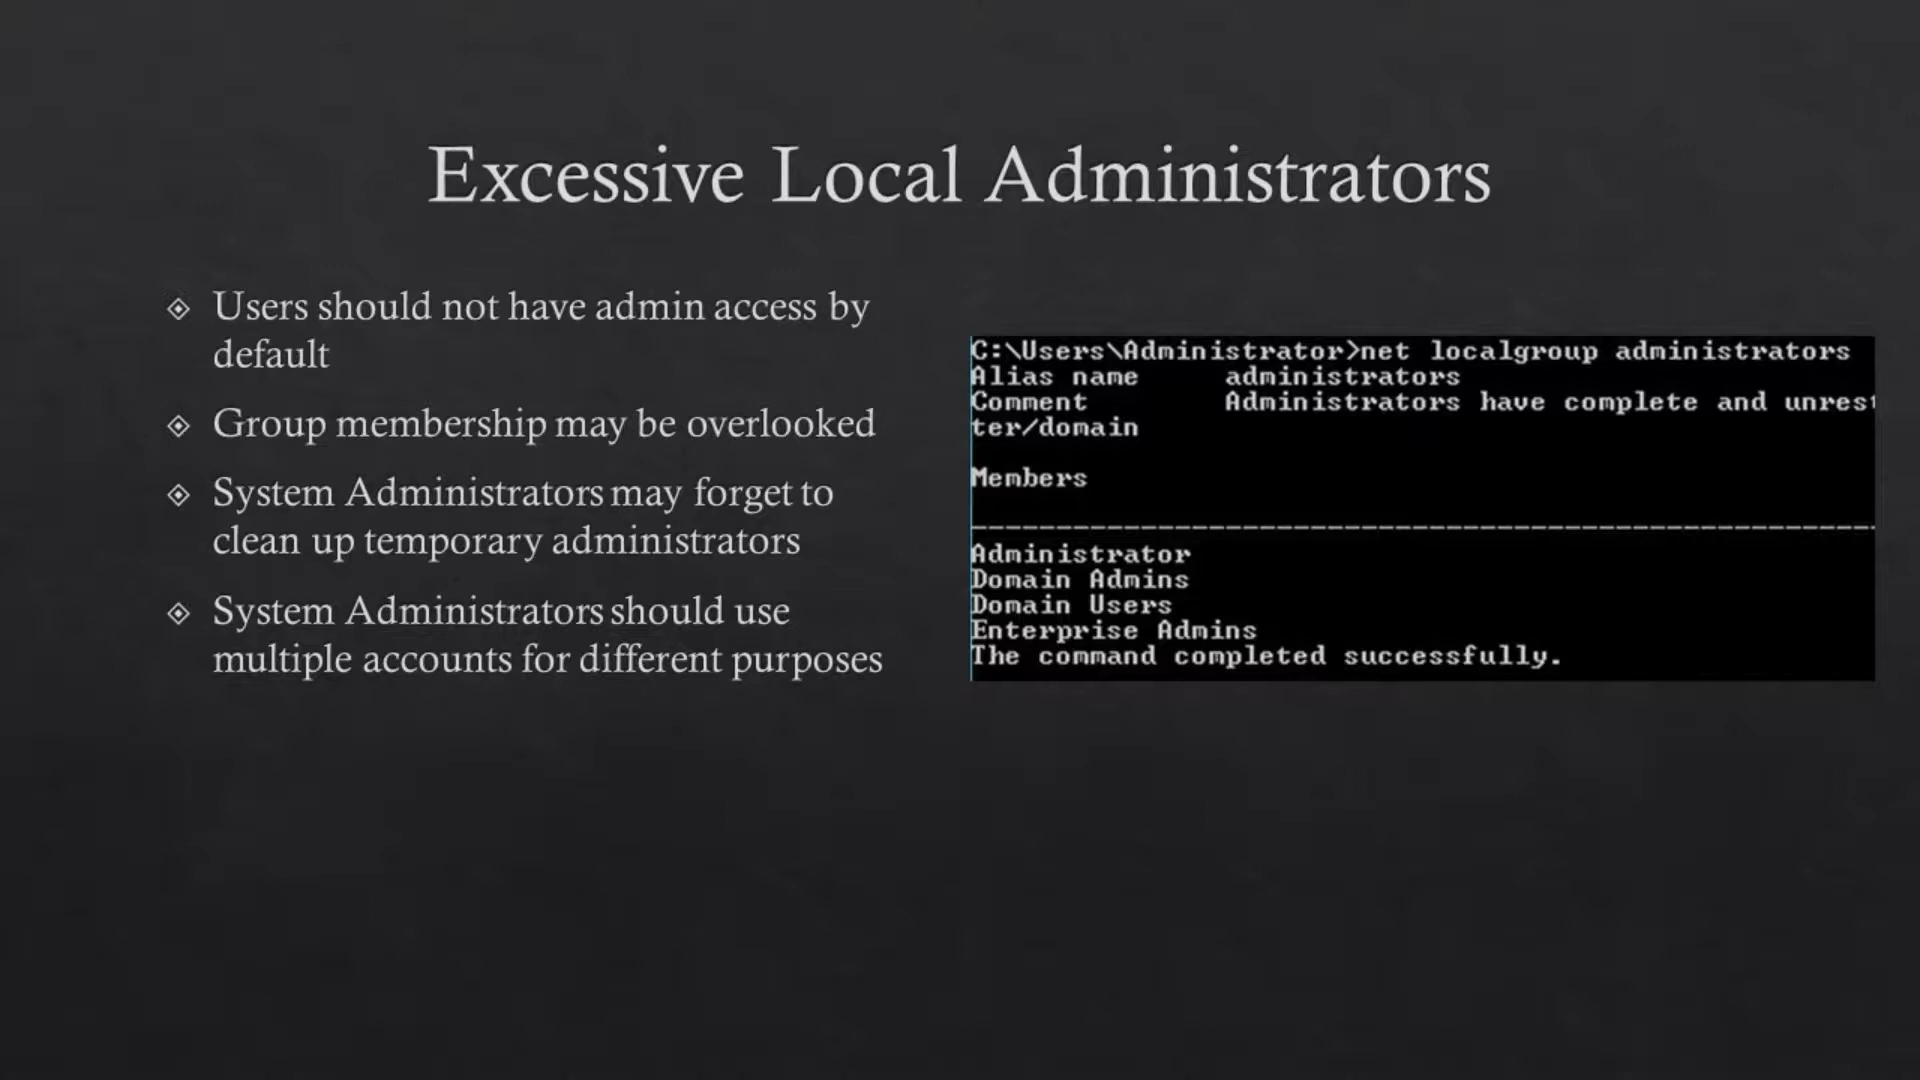 Excessive Local Administrators
Users should not have admin access by
default
Group membership may be overlooked
System Administrators may forget to
clean up temporary administrators
System Administrators should use
multiple accounts for different purposes
C:\Users\Administrator>net localgroup administrators
Alias name administrators
Comment Administrators have complete and unrest
ter/domain
Members
Administrator
Domain Admins
Domain Users
Enterprise Admins
The command completed successfully.